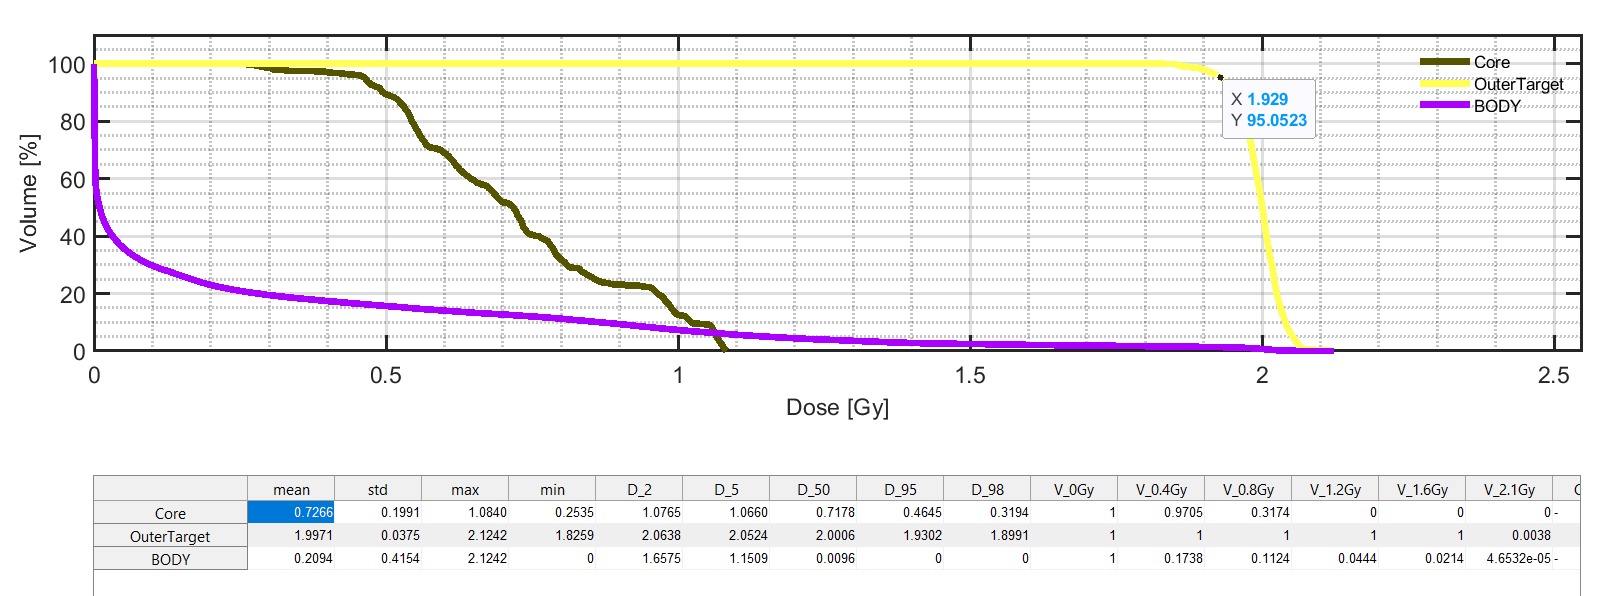 100
80
60
40
20
0
Volume [%]
0 0.5 1 1.5 2 2.5
Dose [Gy]
Core
OuterTarget
BODY
X 1.929
Y 95.0523
mean std max min D_2 D_5 D_50 D_95 D_98 V_0Gy V_0.4Gy V_0.8Gy V_1.2Gy V_1.6Gy V_2.1Gy
Core 0.7266 0.1991 1.0840 0.2535 1.0765 1.0660 0.7178 0.4645 0.3194 1 0.9705 0.3174 0 0 0 -
OuterTarget 1.9971 0.0375 2.1242 1.8259 2.0638 2.0524 2.0006 1.9302 1.8991 1 1 1 1 1 0.0038
BODY 0.2094 0.4154 2.1242 0 1.6575 1.1509 0.0096 0 0 1 0.1738 0.1124 0.0444 0.0214 4.6532e-05 -